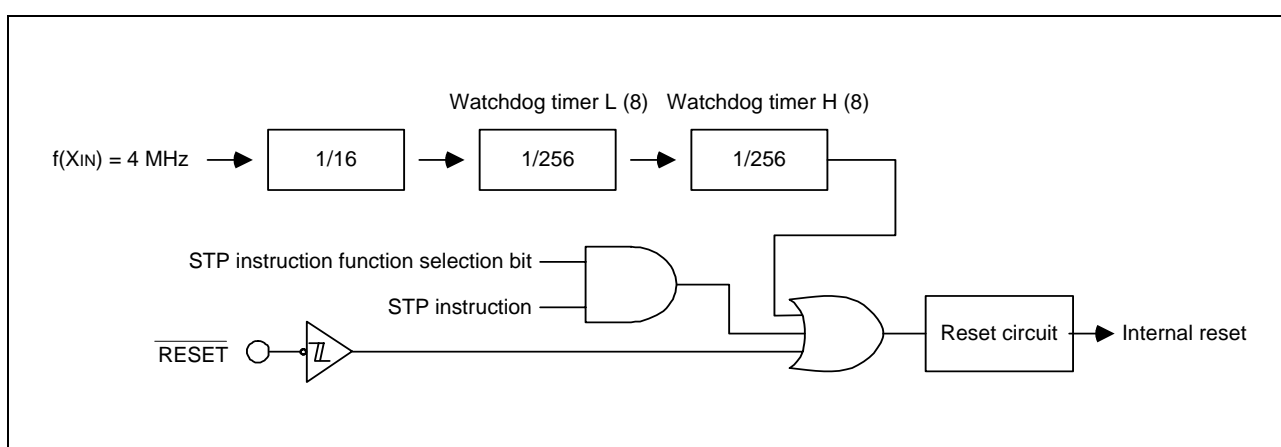 Watchdog timer L (8) Watchdog timer H (8)
f(XIN) = 4 MHz 1/16 1/256 1/256
STP instruction function selection bit
STP instruction
RESET Reset circuit Internal reset